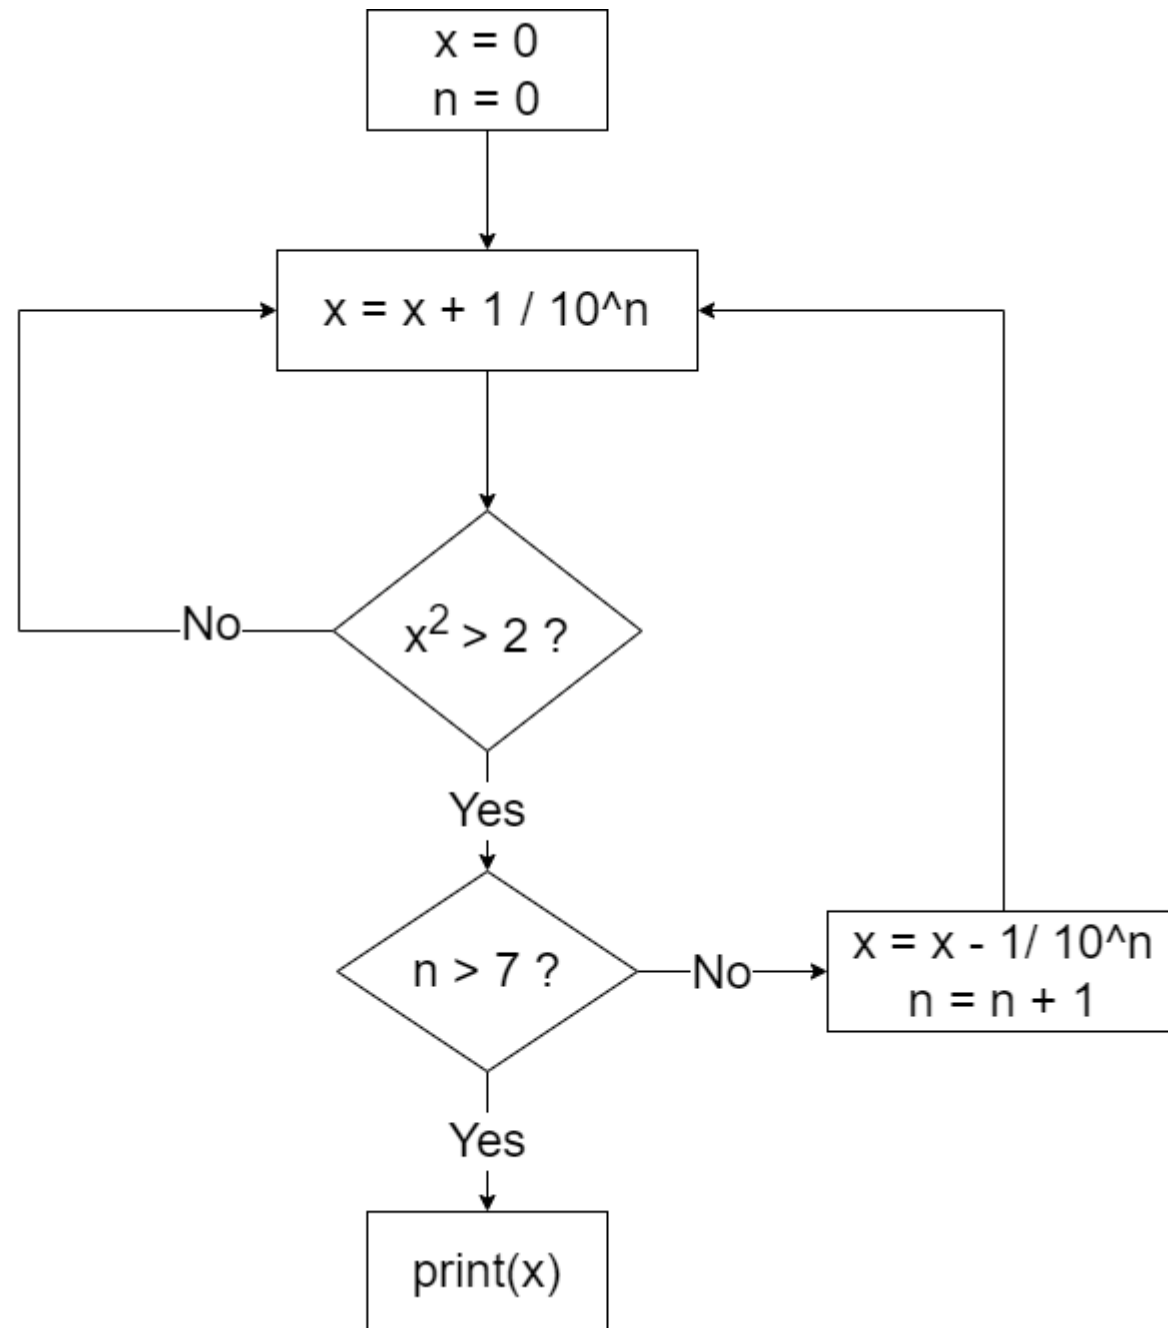 x = 0
n = 0
x = x + 1 / 10^n
x² > 2 ?
No
Yes
n > 7 ?
No
x = x - 1/ 10^n
n = n + 1
Yes
print(x)